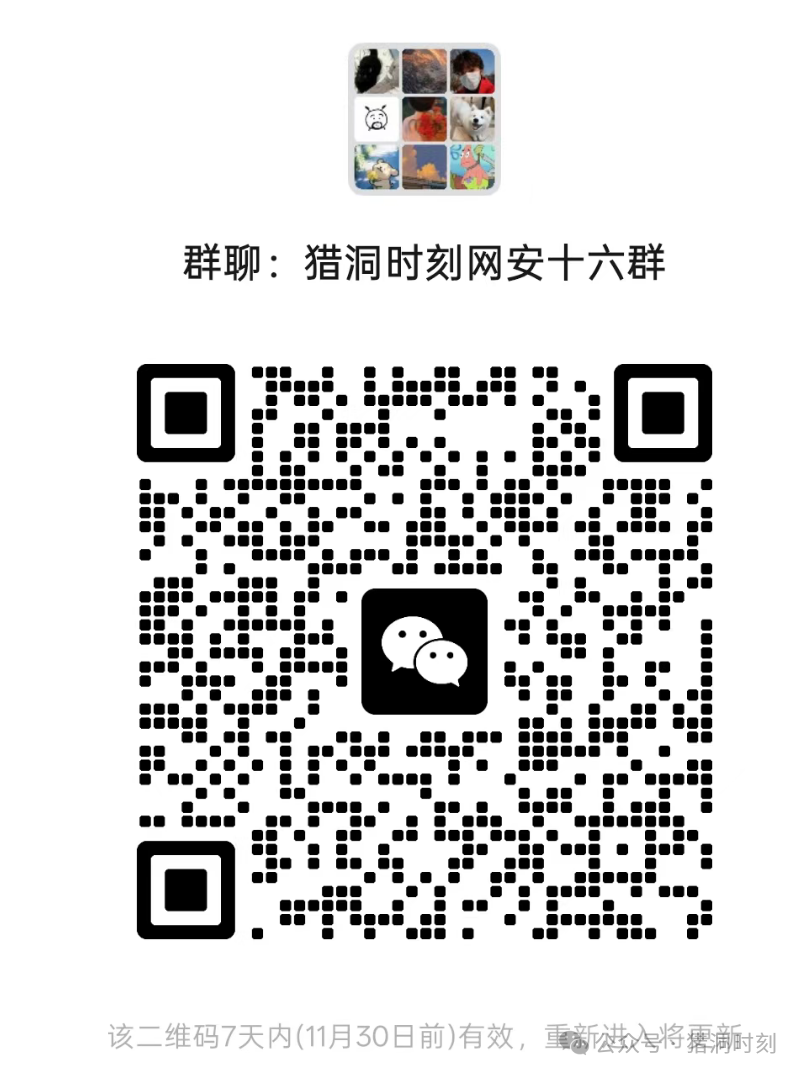 群聊：猎洞时刻网安十六群
该二维码7天内(11月30日前)有效，重新进入将更新
公众号·猎洞时刻